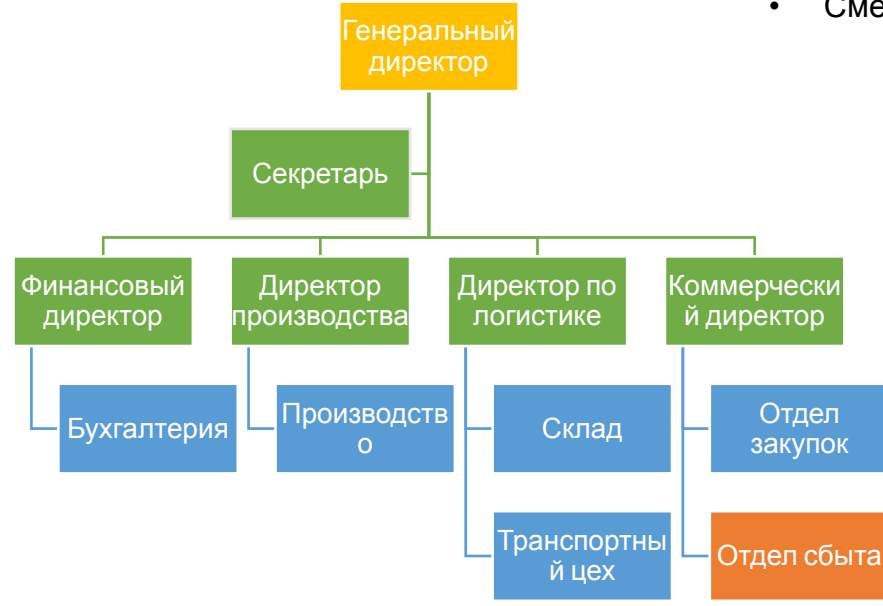 • Сме
Генеральный
директор
Секретарь
Финансовый
директор
Директор
производства
Директор по
логистике
Коммерчески
й директор
Бухгалтерия
Производств
о
Склад
Отдел
закупок
Транспортны
й цех
Отдел сбыта